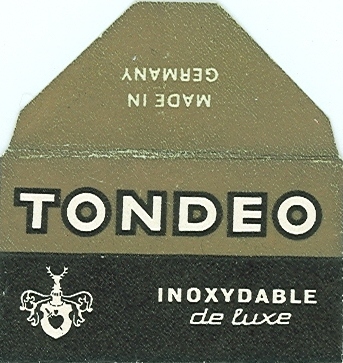 MADE IN
GERMANY
TONDEO
INOXYDABLE
de luxe